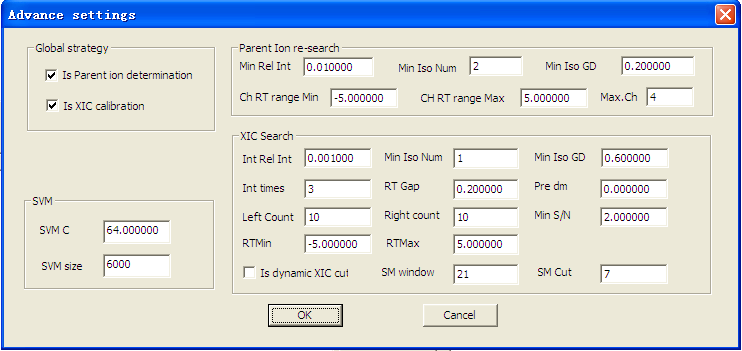 Advance settings
Global strategy
Is Parent ion determination
Is XIC calibration
SVM
SVM C 64.000000
SVM size 6000
Parent Ion re-search
Min Rel Int 0.010000 Min Iso Num 2 Min Iso GD 0.200000
Ch RT range Min -5.000000 CH RT range Max 5.000000 Max.Ch 4
XIC Search
Int Rel Int 0.001000 Min Iso Num 1 Min Iso GD 0.600000
Int times 3 RT Gap 0.200000 Pre dm 0.000000
Left Count 10 Right count 10 Min S/N 2.000000
RTMin -5.000000 RTMax 5.000000
Is dynamic XIC cut SM window 21 SM Cut 7
OK Cancel